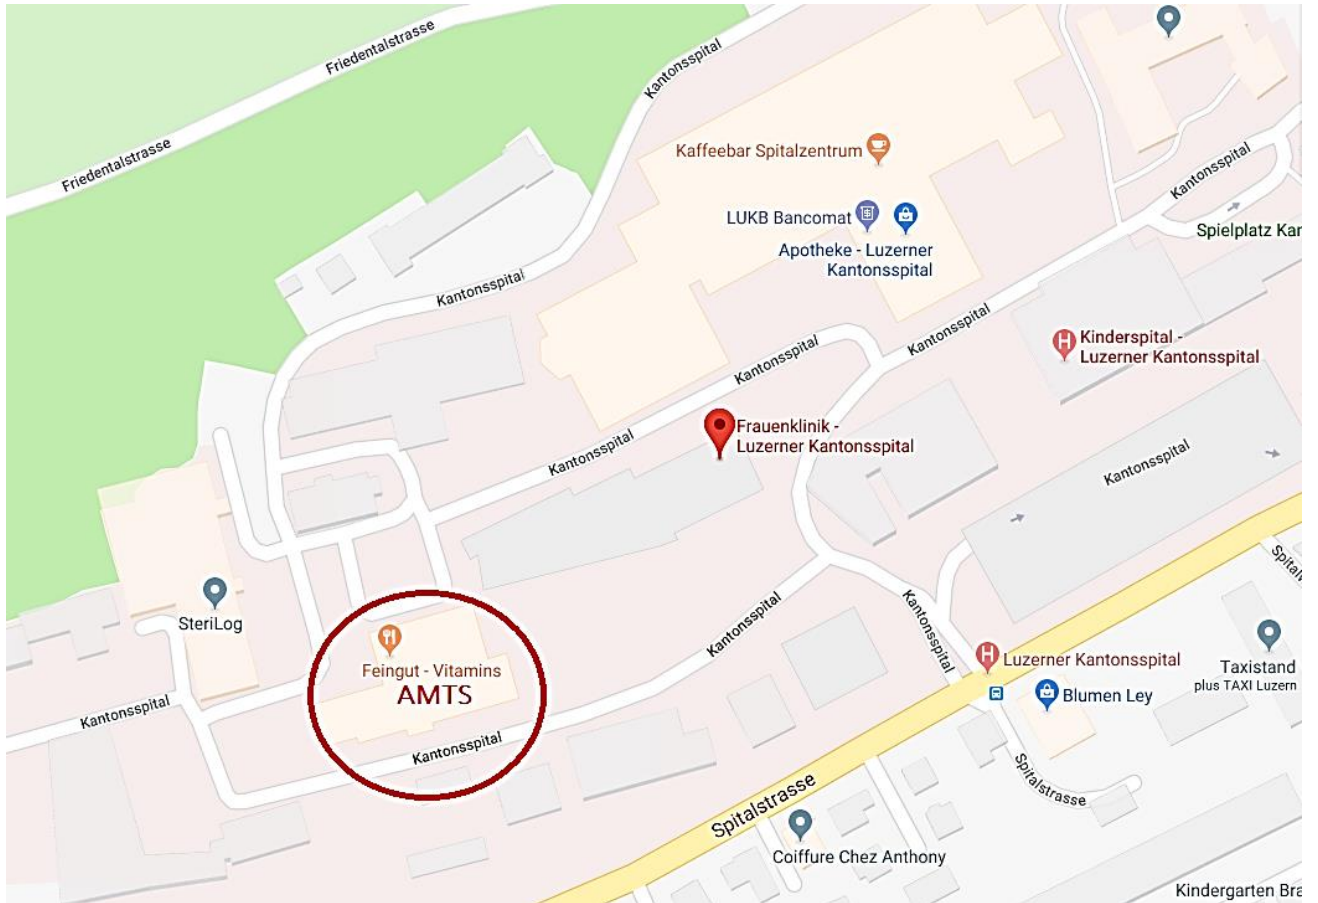 Friedentalstrasse
Kantonsspital
Friedentalstrasse
Kaffeebar Spitalzentrum
Kantonsspital
LUKB Bancomat
Spielplatz Kar
Apotheke - Luzerner
Kantonsspital
Kantonsspital
Kantonsspital
Kinderspital -
Luzerner Kantonsspital
Kantonsspital
Frauenklinik -
Luzerner Kantonsspital
Kantonsspital
Kantonsspital
H
H
SteriLog
Kantonsspital
Kantonsspital
Spitalw
Feingut - Vitamins
AMTS
Luzerner Kantonsspital
Taxistand
plus TAXI Luzern
Blumen Ley
Kantonsspital
Kantonsspital
Spitalstrasse
Spitalstrasse
Coiffure Chez Anthony
Kindergarten Bra